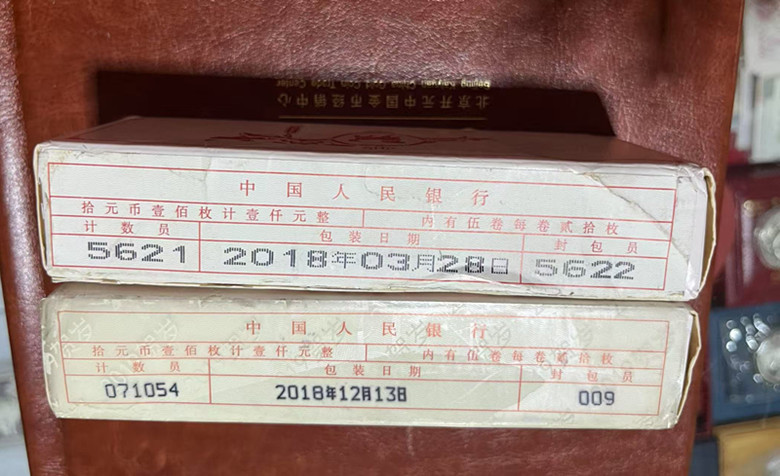 北京开元中国金币经销中心
中国人民银行
拾元币壹佰枚计壹仟元整 内有伍卷每卷贰拾枚
计数员 包装日期 封包员
5621 2018年03月28日 5622
中国人民银行
拾元币壹佰枚计壹仟元整 内有伍卷每卷贰拾枚
计数员 包装日期 封包员
071054 2018年12月13日 009